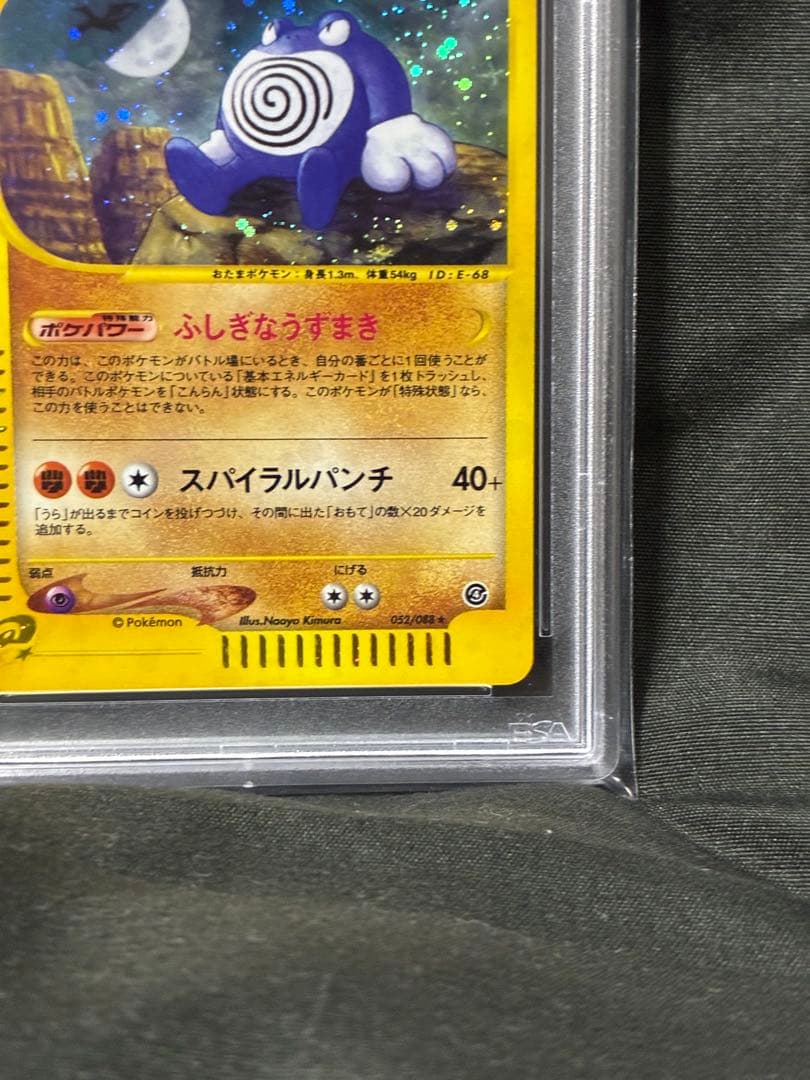 おたまポケモン：身長1.3m、体重54kg ID:E-68
特殊能力
ポケパワー ふしぎなうずまき
この力は、このポケモンがバトル場にいるとき、自分の番ごとに1回使うことが
できる。このポケモンについている「基本エネルギーカード」を1枚トラッシュし、
相手のバトルポケモンを「こんらん」状態にする。このポケモンが「特殊状態」なら、
この力を使うことはできない。
スパイラルパンチ 40+
「うら」が出るまでコインを投げつづけ、その間に出た「おもて」の数×20ダメージを
追加する。
弱点 抵抗力 にげる
© Pokémon Illus.Naoyo Kimura 052/088★
PSA